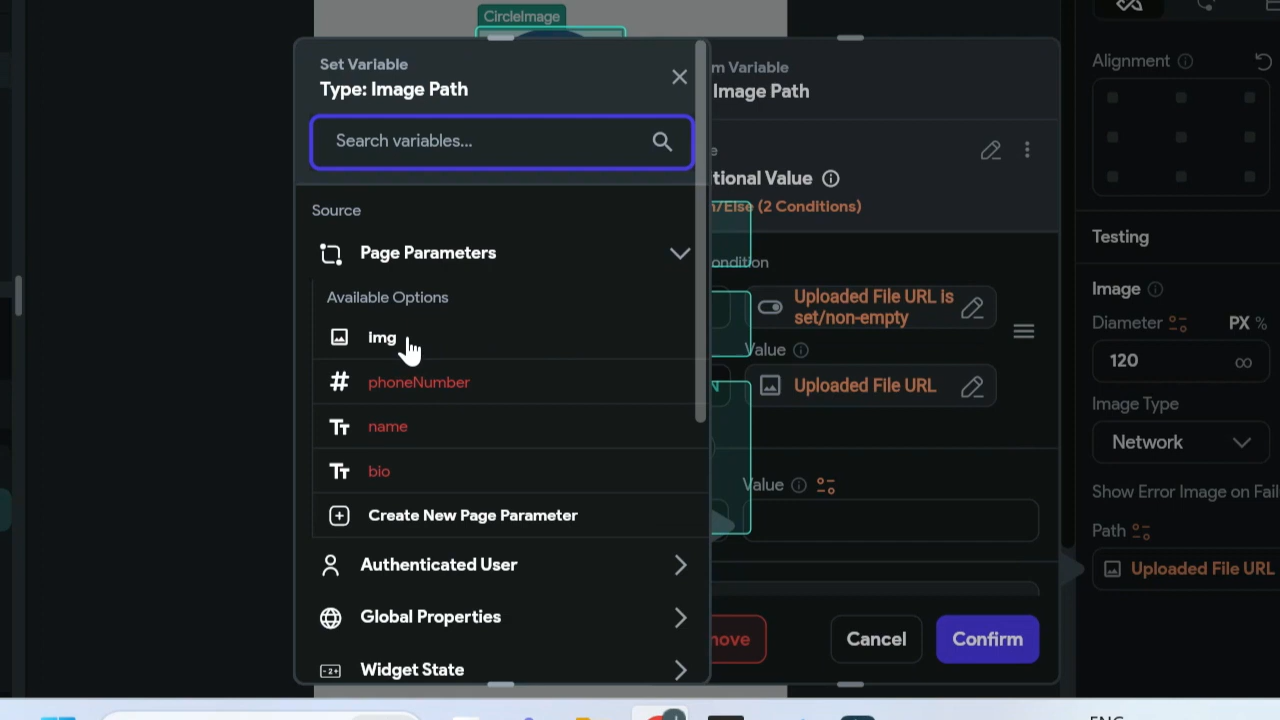 CircleImage
Set Variable
Type: Image Path
Search variables...
Source
Page Parameters
Available Options
Img
phoneNumber
name
bio
Create New Page Parameter
Authenticated User
Global Properties
Widget State
m Variable
Image Path
e
tional Value
n/Else (2 Conditions)
ondition
Uploaded File URL is
set/non-empty
Value
Uploaded File URL
Value
nove
Cancel
Confirm
Alignment
Testing
Image
Diameter
PX %
120
Image Type
Network
Show Error Image on Fail
Path
Uploaded File URL
ENG